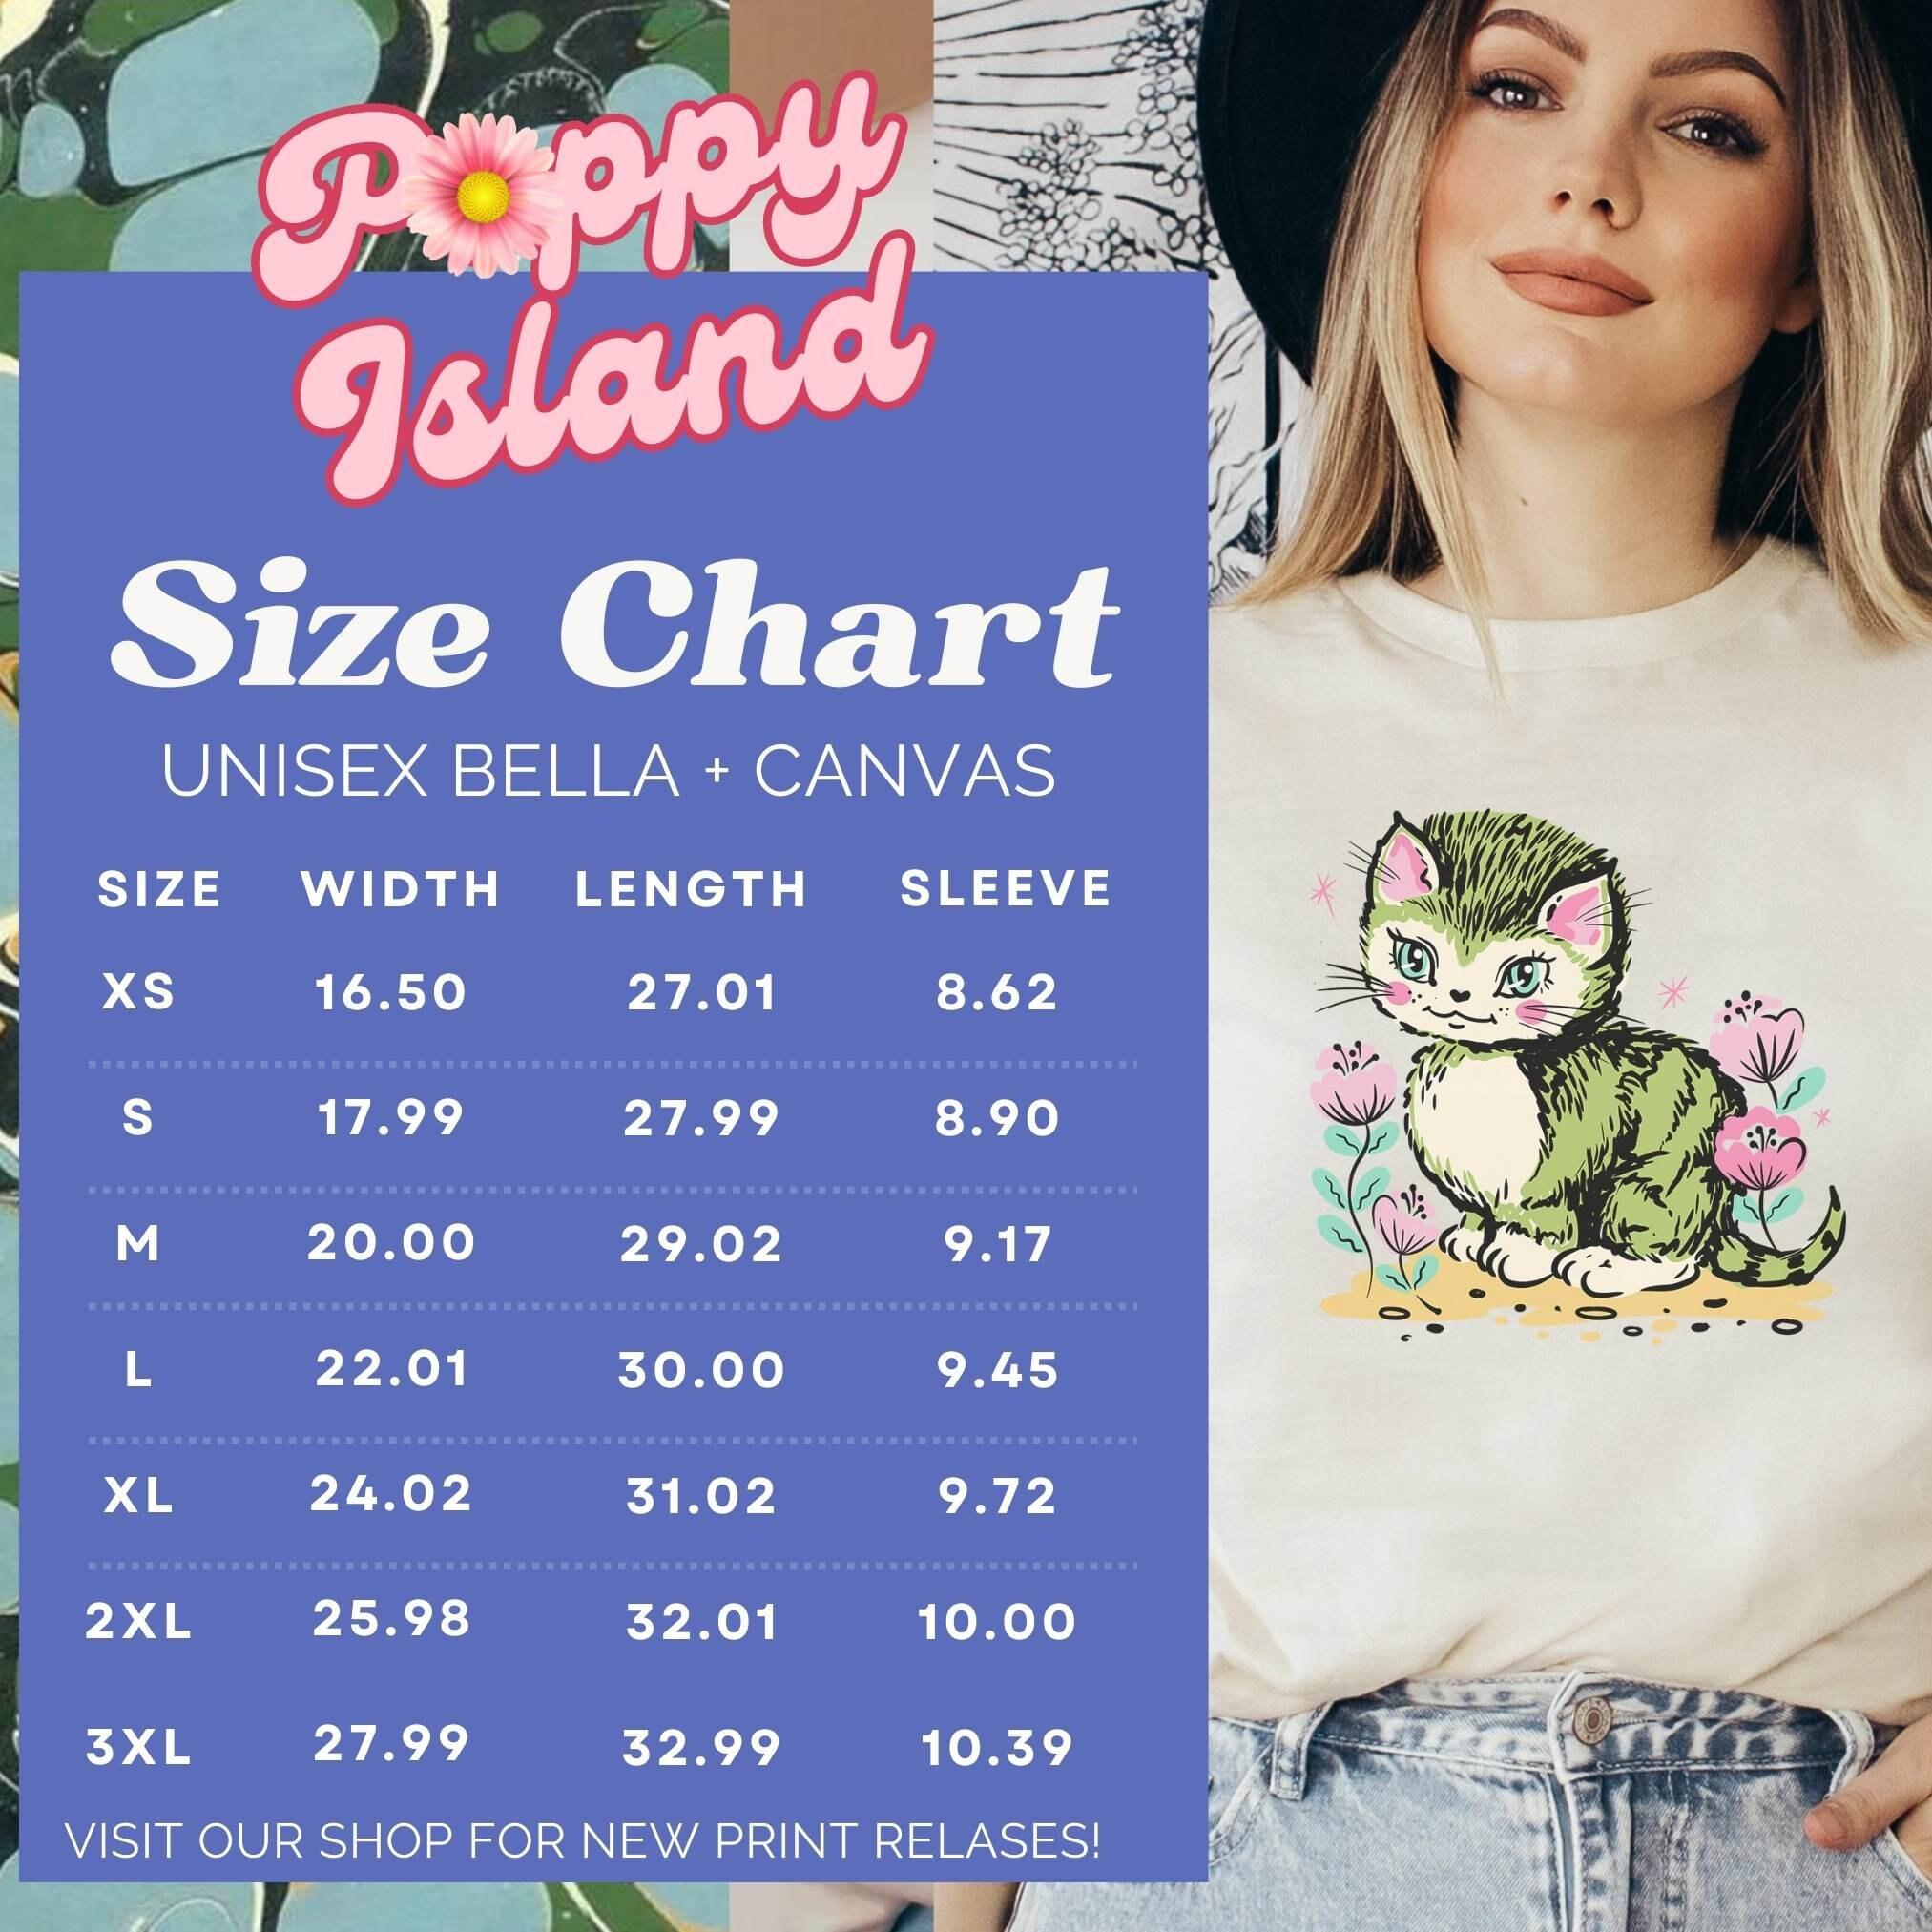 Poppy
Island
Size Chart
UNISEX BELLA + CANVAS
SIZE WIDTH LENGTH SLEEVE
XS 16.50 27.01 8.62
S 17.99 27.99 8.90
M 20.00 29.02 9.17
L 22.01 30.00 9.45
XL 24.02 31.02 9.72
2XL 25.98 32.01 10.00
3XL 27.99 32.99 10.39
VISIT OUR SHOP FOR NEW PRINT RELASES!